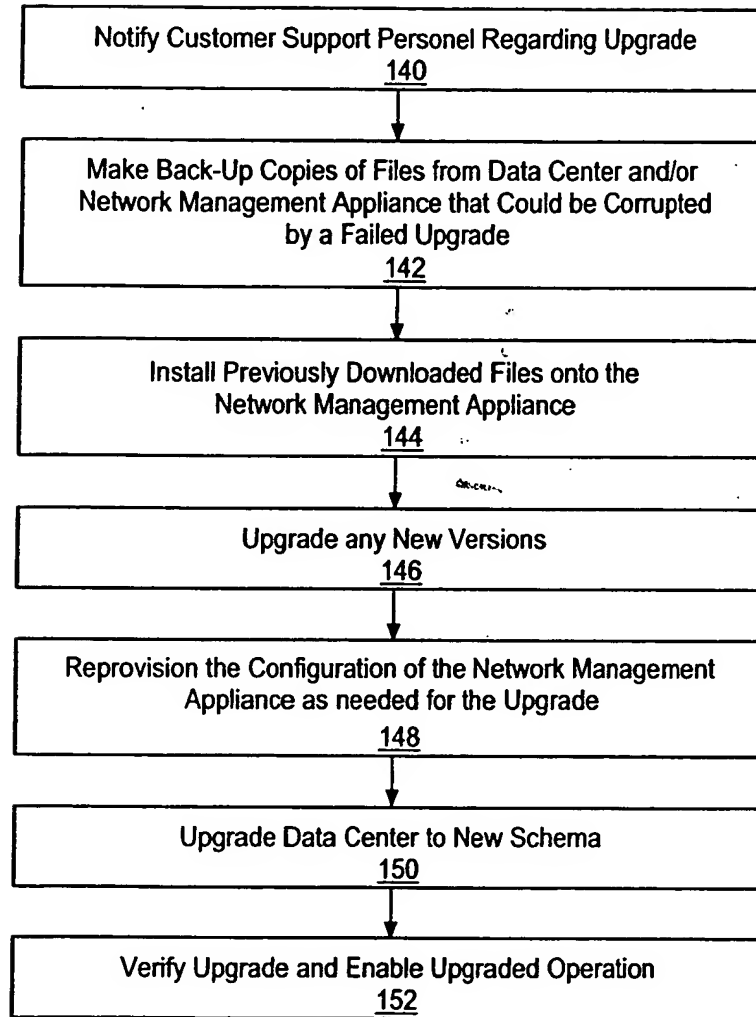 Notify Customer Support Personel Regarding Upgrade
140
Make Back-Up Copies of Files from Data Center and/or
Network Management Appliance that Could be Corrupted
by a Failed Upgrade
142
Install Previously Downloaded Files onto the
Network Management Appliance
144
Upgrade any New Versions
146
Reprovision the Configuration of the Network Management
Appliance as needed for the Upgrade
148
Upgrade Data Center to New Schema
150
Verify Upgrade and Enable Upgraded Operation
152